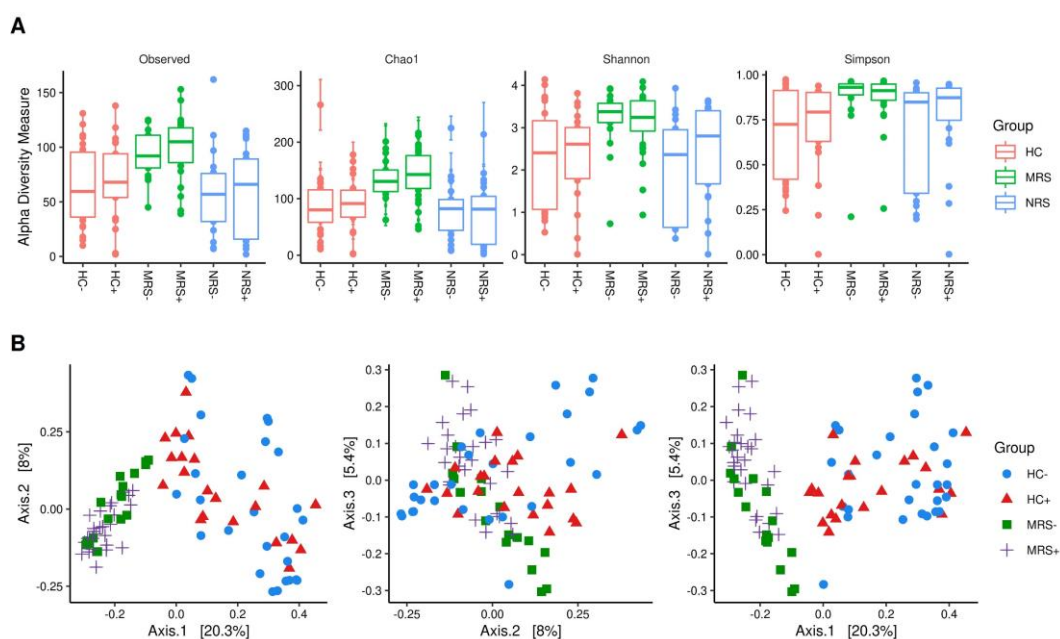 A
Observed
Chao1
Shannon
Simpson
Alpha Diversity Measure
150
100
50
0
300
200
100
0
4
3
2
1
0
1.00
0.75
0.50
0.25
0.00
HC-
HC+
MRS-
MRS+
NRS-
NRS+
HC-
HC+
MRS-
MRS+
NRS-
NRS+
HC-
HC+
MRS-
MRS+
NRS-
NRS+
HC-
HC+
MRS-
MRS+
NRS-
NRS+
Group
HC
MRS
NRS
B
Axis.2 [8%]
0.25
0.00
-0.25
-0.2
0.0
0.2
0.4
Axis.1 [20.3%]
Axis.3 [5.4%]
0.3
0.2
0.1
0.0
-0.1
-0.2
-0.3
-0.25
0.00
0.25
Axis.2 [8%]
Axis.3 [5.4%]
0.3
0.2
0.1
0.0
-0.1
-0.2
-0.3
-0.2
0.0
0.2
0.4
Axis.1 [20.3%]
Group
HC-
HC+
MRS-
MRS+